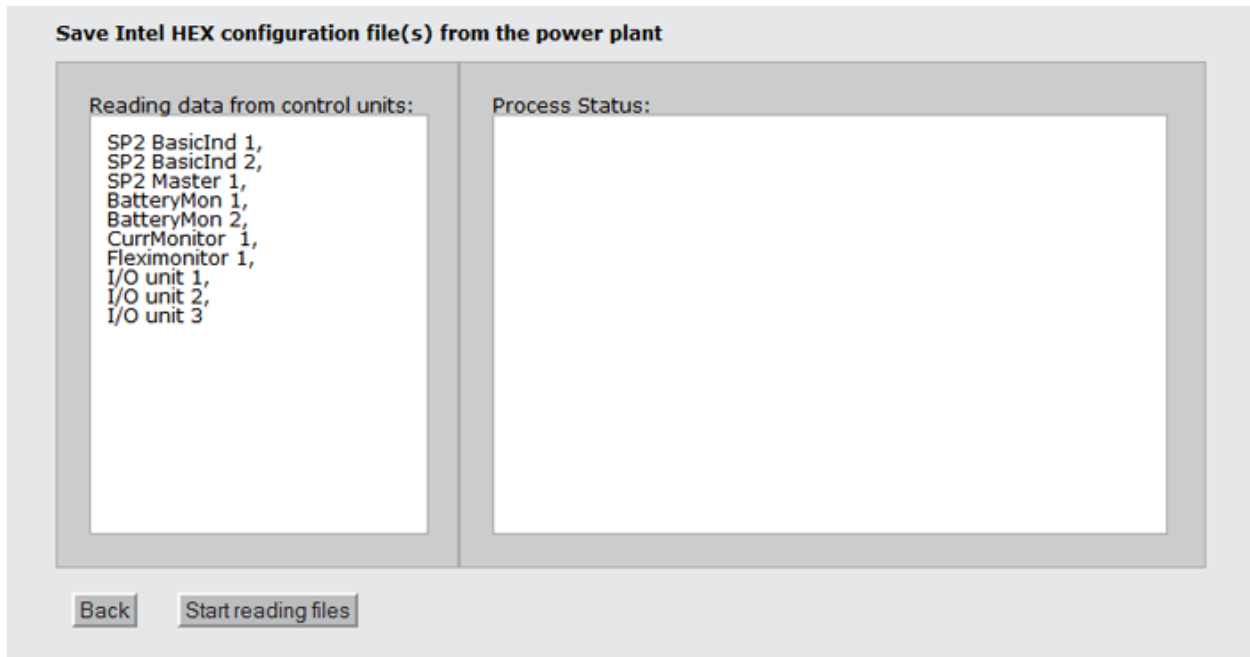 Save Intel HEX configuration file(s) from the power plant
Reading data from control units:
SP2 BasicInd 1,
SP2 BasicInd 2,
SP2 Master 1,
BatteryMon 1,
BatteryMon 2,
CurrMonitor  1,
Fleximonitor 1,
I/O unit 1,
I/O unit 2,
I/O unit 3
Process Status:
Back
Start reading files